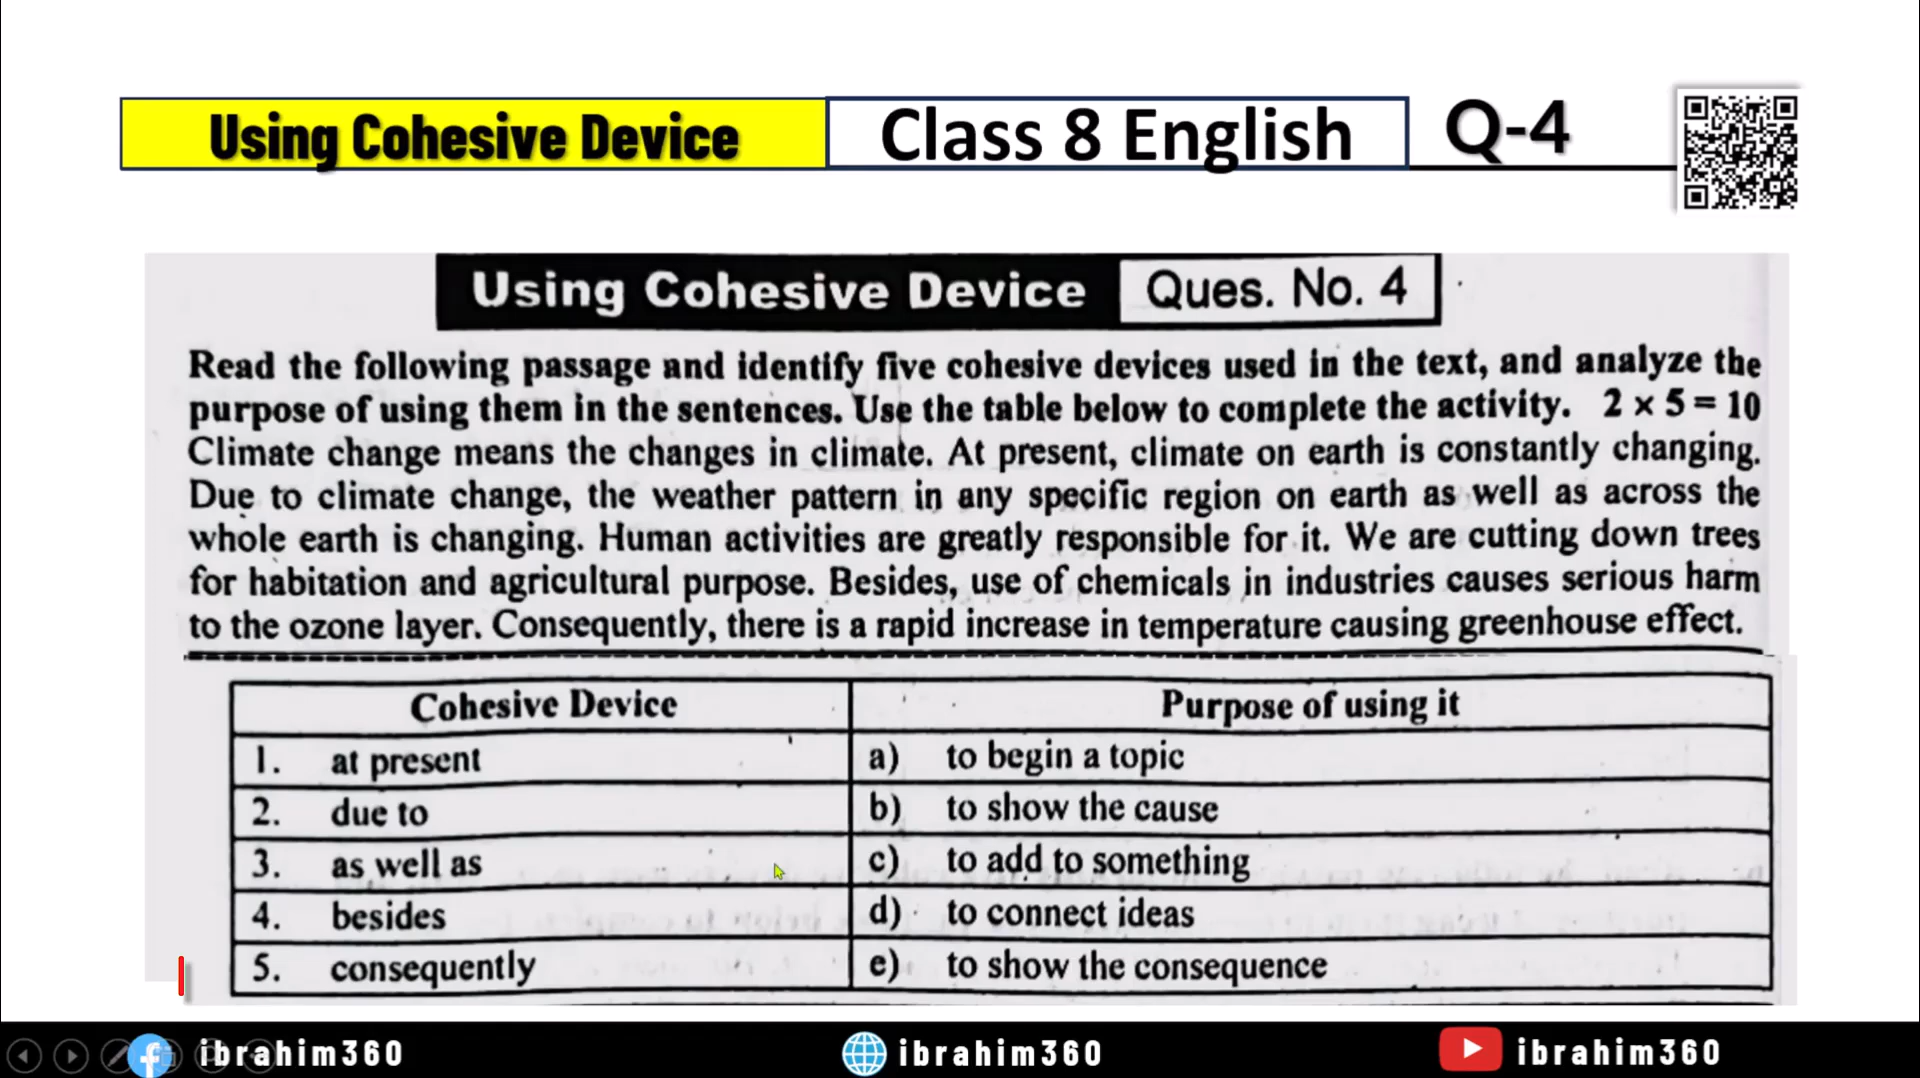 Using Cohesive Device Class 8 English Q-4
Using Cohesive Device Ques. No. 4
Read the following passage and identify five cohesive devices used in the text, and analyze the
purpose of using them in the sentences. Use the table below to complete the activity. 2 × 5 = 10
Climate change means the changes in climate. At present, climate on earth is constantly changing.
Due to climate change, the weather pattern in any specific region on earth as well as across the
whole earth is changing. Human activities are greatly responsible for it. We are cutting down trees
for habitation and agricultural purpose. Besides, use of chemicals in industries causes serious harm
to the ozone layer. Consequently, there is a rapid increase in temperature causing greenhouse effect.
Cohesive Device Purpose of using it
1. at present a) to begin a topic
2. due to b) to show the cause
3. as well as c) to add to something
4. besides d) to connect ideas
5. consequently e) to show the consequence
ibrahim360 ibrahim360 ibrahim360